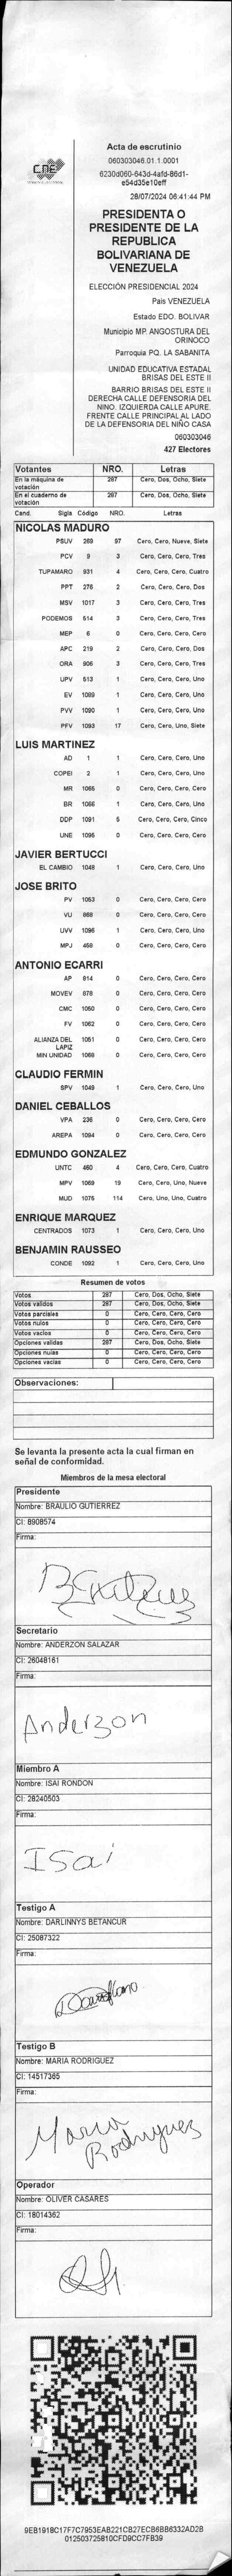 CNE
Acta de escrutinio
060303046.01.1.0001
6230d060-643d-4afd-86d1-
e54d35e10eff
28/07/2024 06:41:44 PM
PRESIDENTA O
PRESIDENTE DE LA
REPUBLICA
BOLIVARIANA DE
VENEZUELA
ELECCIÓN PRESIDENCIAL 2024
Pais VENEZUELA
Estado EDO. BOLIVAR
Municipio MP. ANGOSTURA DEL
ORINOCO
Parroquia PQ. LA SABANITA
UNIDAD EDUCATIVA ESTADAL
BRISAS DEL ESTE II
BARRIO BRISAS DEL ESTE II
DERECHA CALLE DEFENSORIA DEL
NINO. IZQUIERDA CALLE APURE.
FRENTE CALLE PRINCIPAL AL LADO
DE LA DEFENSORIA DEL NIÑO CASA
060303046
427 Electores
Votantes NRO. Letras
En la máquina de votación 287 Cero, Dos, Ocho, Siete
En el cuaderno de votación 287 Cero, Dos, Ocho, Siete
Cand. Sigla Código NRO. Letras
NICOLAS MADURO
PSUV 269 97 Cero, Cero, Nueve, Siete
PCV 9 3 Cero, Cero, Cero, Tres
TUPAMARO 931 4 Cero, Cero, Cero, Cuatro
PPT 276 2 Cero, Cero, Cero, Dos
MSV 1017 3 Cero, Cero, Cero, Tres
PODEMOS 514 3 Cero, Cero, Cero, Tres
MEP 6 0 Cero, Cero, Cero, Cero
APC 219 2 Cero, Cero, Cero, Dos
ORA 906 3 Cero, Cero, Cero, Tres
UPV 513 1 Cero, Cero, Cero, Uno
EV 1089 1 Cero, Cero, Cero, Uno
PVV 1090 1 Cero, Cero, Cero, Uno
PFV 1093 17 Cero, Cero, Uno, Siete
LUIS MARTINEZ
AD 1 1 Cero, Cero, Cero, Uno
COPEI 2 1 Cero, Cero, Cero, Uno
MR 1065 0 Cero, Cero, Cero, Cero
BR 1066 1 Cero, Cero, Cero, Uno
DDP 1091 5 Cero, Cero, Cero, Cinco
UNE 1095 0 Cero, Cero, Cero, Cero
JAVIER BERTUCCI
EL CAMBIO 1048 1 Cero, Cero, Cero, Uno
JOSE BRITO
PV 1053 0 Cero, Cero, Cero, Cero
VU 868 0 Cero, Cero, Cero, Cero
UVV 1096 1 Cero, Cero, Cero, Uno
MPJ 458 0 Cero, Cero, Cero, Cero
ANTONIO ECARRI
AP 614 0 Cero, Cero, Cero, Cero
MOVEV 878 0 Cero, Cero, Cero, Cero
CMC 1050 0 Cero, Cero, Cero, Cero
FV 1052 0 Cero, Cero, Cero, Cero
ALIANZA DEL LAPIZ 1051 0 Cero, Cero, Cero, Cero
MIN UNIDAD 1068 0 Cero, Cero, Cero, Cero
CLAUDIO FERMIN
SPV 1049 1 Cero, Cero, Cero, Uno
DANIEL CEBALLOS
VPA 236 0 Cero, Cero, Cero, Cero
AREPA 1094 0 Cero, Cero, Cero, Cero
EDMUNDO GONZALEZ
UNTC 460 4 Cero, Cero, Cero, Cuatro
MPV 1069 19 Cero, Cero, Uno, Nueve
MUD 1075 114 Cero, Uno, Uno, Cuatro
ENRIQUE MARQUEZ
CENTRADOS 1073 1 Cero, Cero, Cero, Uno
BENJAMIN RAUSSEO
CONDE 1092 1 Cero, Cero, Cero, Uno
Resumen de votos
Votos 287 Cero, Dos, Ocho, Siete
Votos validos 287 Cero, Dos, Ocho, Siete
Votos parciales 0 Cero, Cero, Cero, Cero
Votos nulos 0 Cero, Cero, Cero, Cero
Votos vacios 0 Cero, Cero, Cero, Cero
Opciones validas 287 Cero, Dos, Ocho, Siete
Opciones nulas 0 Cero, Cero, Cero, Cero
Opciones vacias 0 Cero, Cero, Cero, Cero
Observaciones:
Se levanta la presente acta la cual firman en
señal de conformidad.
Miembros de la mesa electoral
Presidente
Nombre: BRAULIO GUTIERREZ
CI: 8908574
Firma:
Secretario
Nombre: ANDERZON SALAZAR
CI: 26048161
Firma:
Anderzon
Miembro A
Nombre: ISAI RONDON
CI: 28240503
Firma:
Isai
Testigo A
Nombre: DARLINNYS BETANCUR
CI: 25087322
Firma:
Testigo B
Nombre: MARIA RODRIGUEZ
CI: 14517365
Firma:
Maria
Rodriguez
Operador
Nombre: OLIVER CASARES
CI: 18014362
Firma:
9EB1918C17F7C7953EAB221CB27ECB6BB6332AD2B
012503725810CFD9CC7FB39